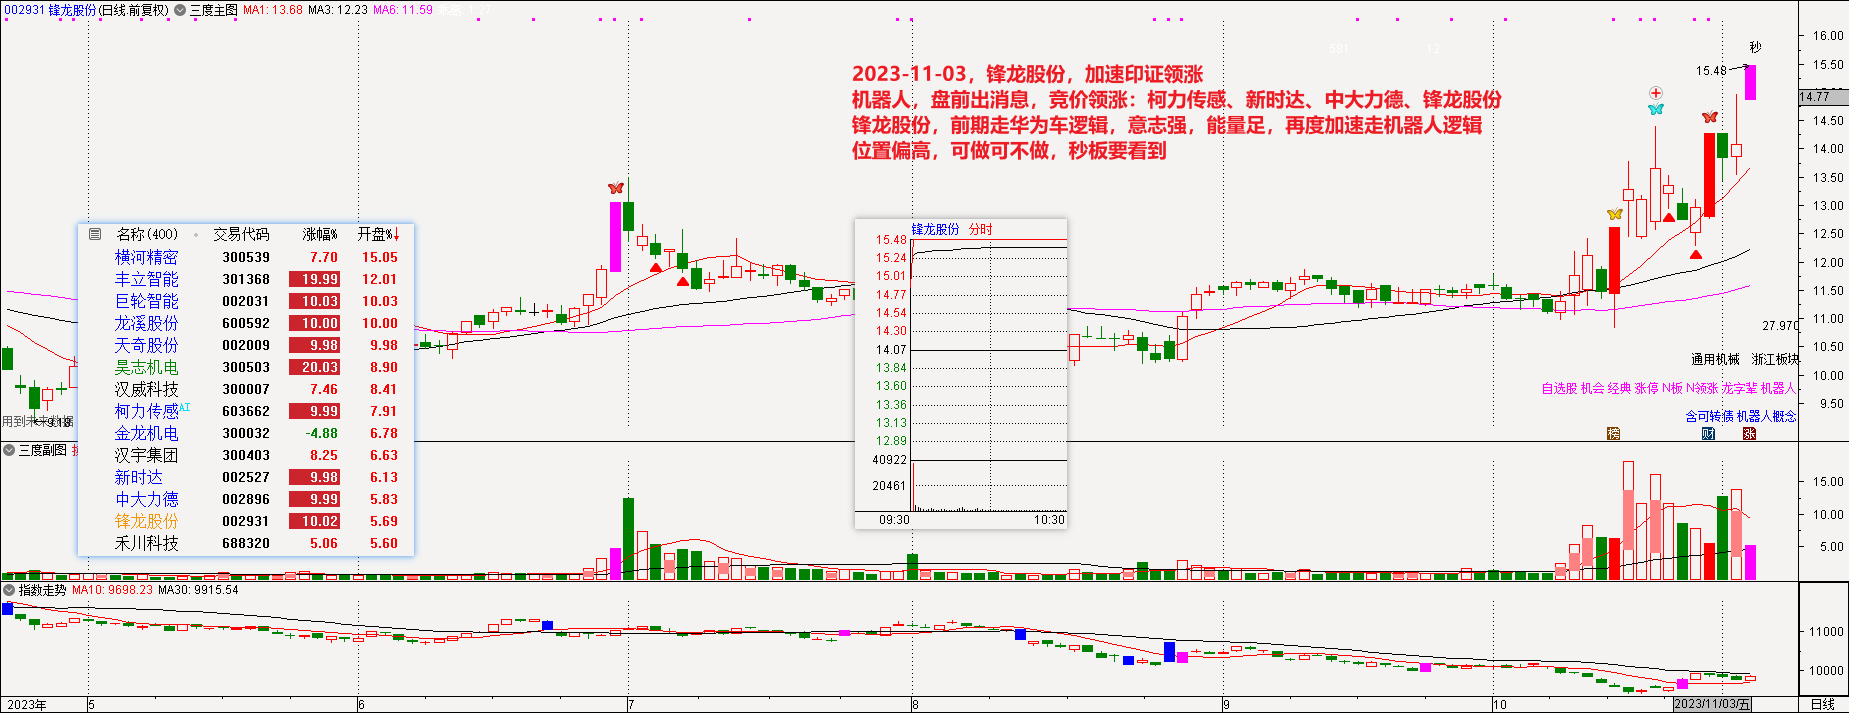 002931 锋龙股份(日线.前复权) 三度主图 MA1: 13.68 MA3: 12.23 MA6: 11.59
16.00
秒
15.50
15.48
14.77
14.50
14.00
13.50
13.00
12.50
12.00
11.50
11.00
10.50
10.00
9.50
2023-11-03，锋龙股份，加速印证领涨
机器人，盘前出消息，竞价领涨：柯力传感、新时达、中大力德、锋龙股份
锋龙股份，前期走华为车逻辑，意志强，能量足，再度加速走机器人逻辑
位置偏高，可做可不做，秒板要看到
名称(400) 交易代码 涨幅% 开盘%↓
横河精密 300539 7.70 15.05
丰立智能 301368 19.99 12.01
巨轮智能 002031 10.03 10.03
龙溪股份 600592 10.00 10.00
天奇股份 002009 9.98 9.98
昊志机电 300503 20.03 8.90
汉威科技 300007 7.46 8.41
柯力传感AI 603662 9.99 7.91
金龙机电 300032 -4.88 6.78
汉宇集团 300403 8.25 6.63
新时达 002527 9.98 6.13
中大力德 002896 9.99 5.83
锋龙股份 002931 10.02 5.69
禾川科技 688320 5.06 5.60
锋龙股份 分时
15.48
15.24
15.01
14.77
14.54
14.30
14.07
13.84
13.60
13.36
13.13
12.89
40922
20461
09:30 10:30
27.970
通用机械 浙江板块
自选股 机会 经典 涨停 N板 N领涨 龙字辈 机器人
含可转债 机器人概念
榜 财 涨
用到未来数据
三度副图
15.00
10.00
5.00
指数走势 MA10: 9698.23 MA30: 9915.54
11000
10000
2023年 5 6 7 8 9 10 2023/11/03/五 日线